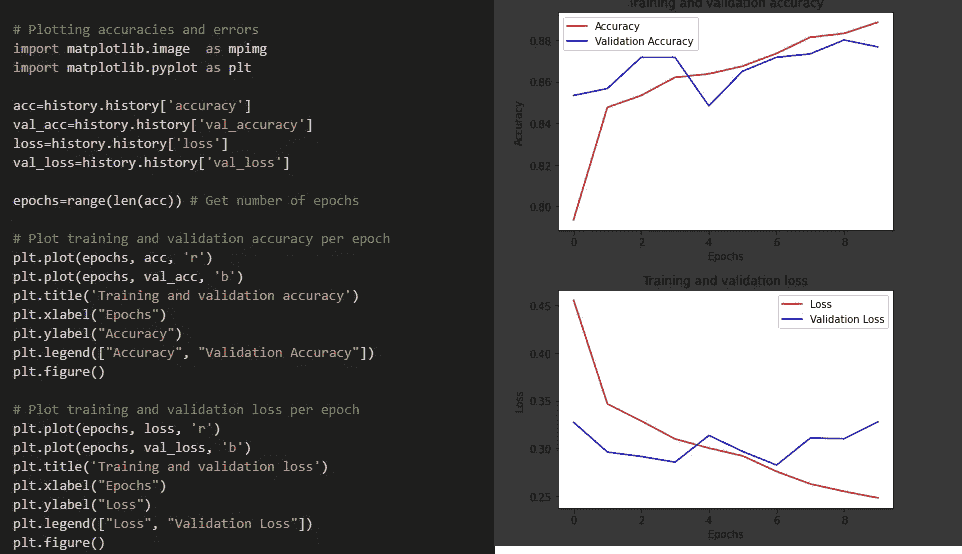 # Plotting accuracies and errors
import matplotlib.image  as mpimg
import matplotlib.pyplot as plt
acc=history.history['accuracy']
val_acc=history.history['val_accuracy']
loss=history.history['loss']
val_loss=history.history['val_loss']
epochs=range(len(acc)) # Get number of epochs
# Plot training and validation accuracy per epoch
plt.plot(epochs, acc, 'r')
plt.plot(epochs, val_acc, 'b')
plt.title('Training and validation accuracy')
plt.xlabel("Epochs")
plt.ylabel("Accuracy")
plt.legend(["Accuracy", "Validation Accuracy"])
plt.figure()
# Plot training and validation loss per epoch
plt.plot(epochs, loss, 'r')
plt.plot(epochs, val_loss, 'b')
plt.title('Training and validation loss')
plt.xlabel("Epochs")
plt.ylabel("Loss")
plt.legend(["Loss", "Validation Loss"])
plt.figure()
Training and validation accuracy
Accuracy
Validation Accuracy
0.88
0.86
0.84
0.82
0.80
Accuracy
0 2 4 6 8
Epochs
Training and validation loss
Loss
Validation Loss
0.45
0.40
0.35
0.30
0.25
Loss
0 2 4 6 8
Epochs